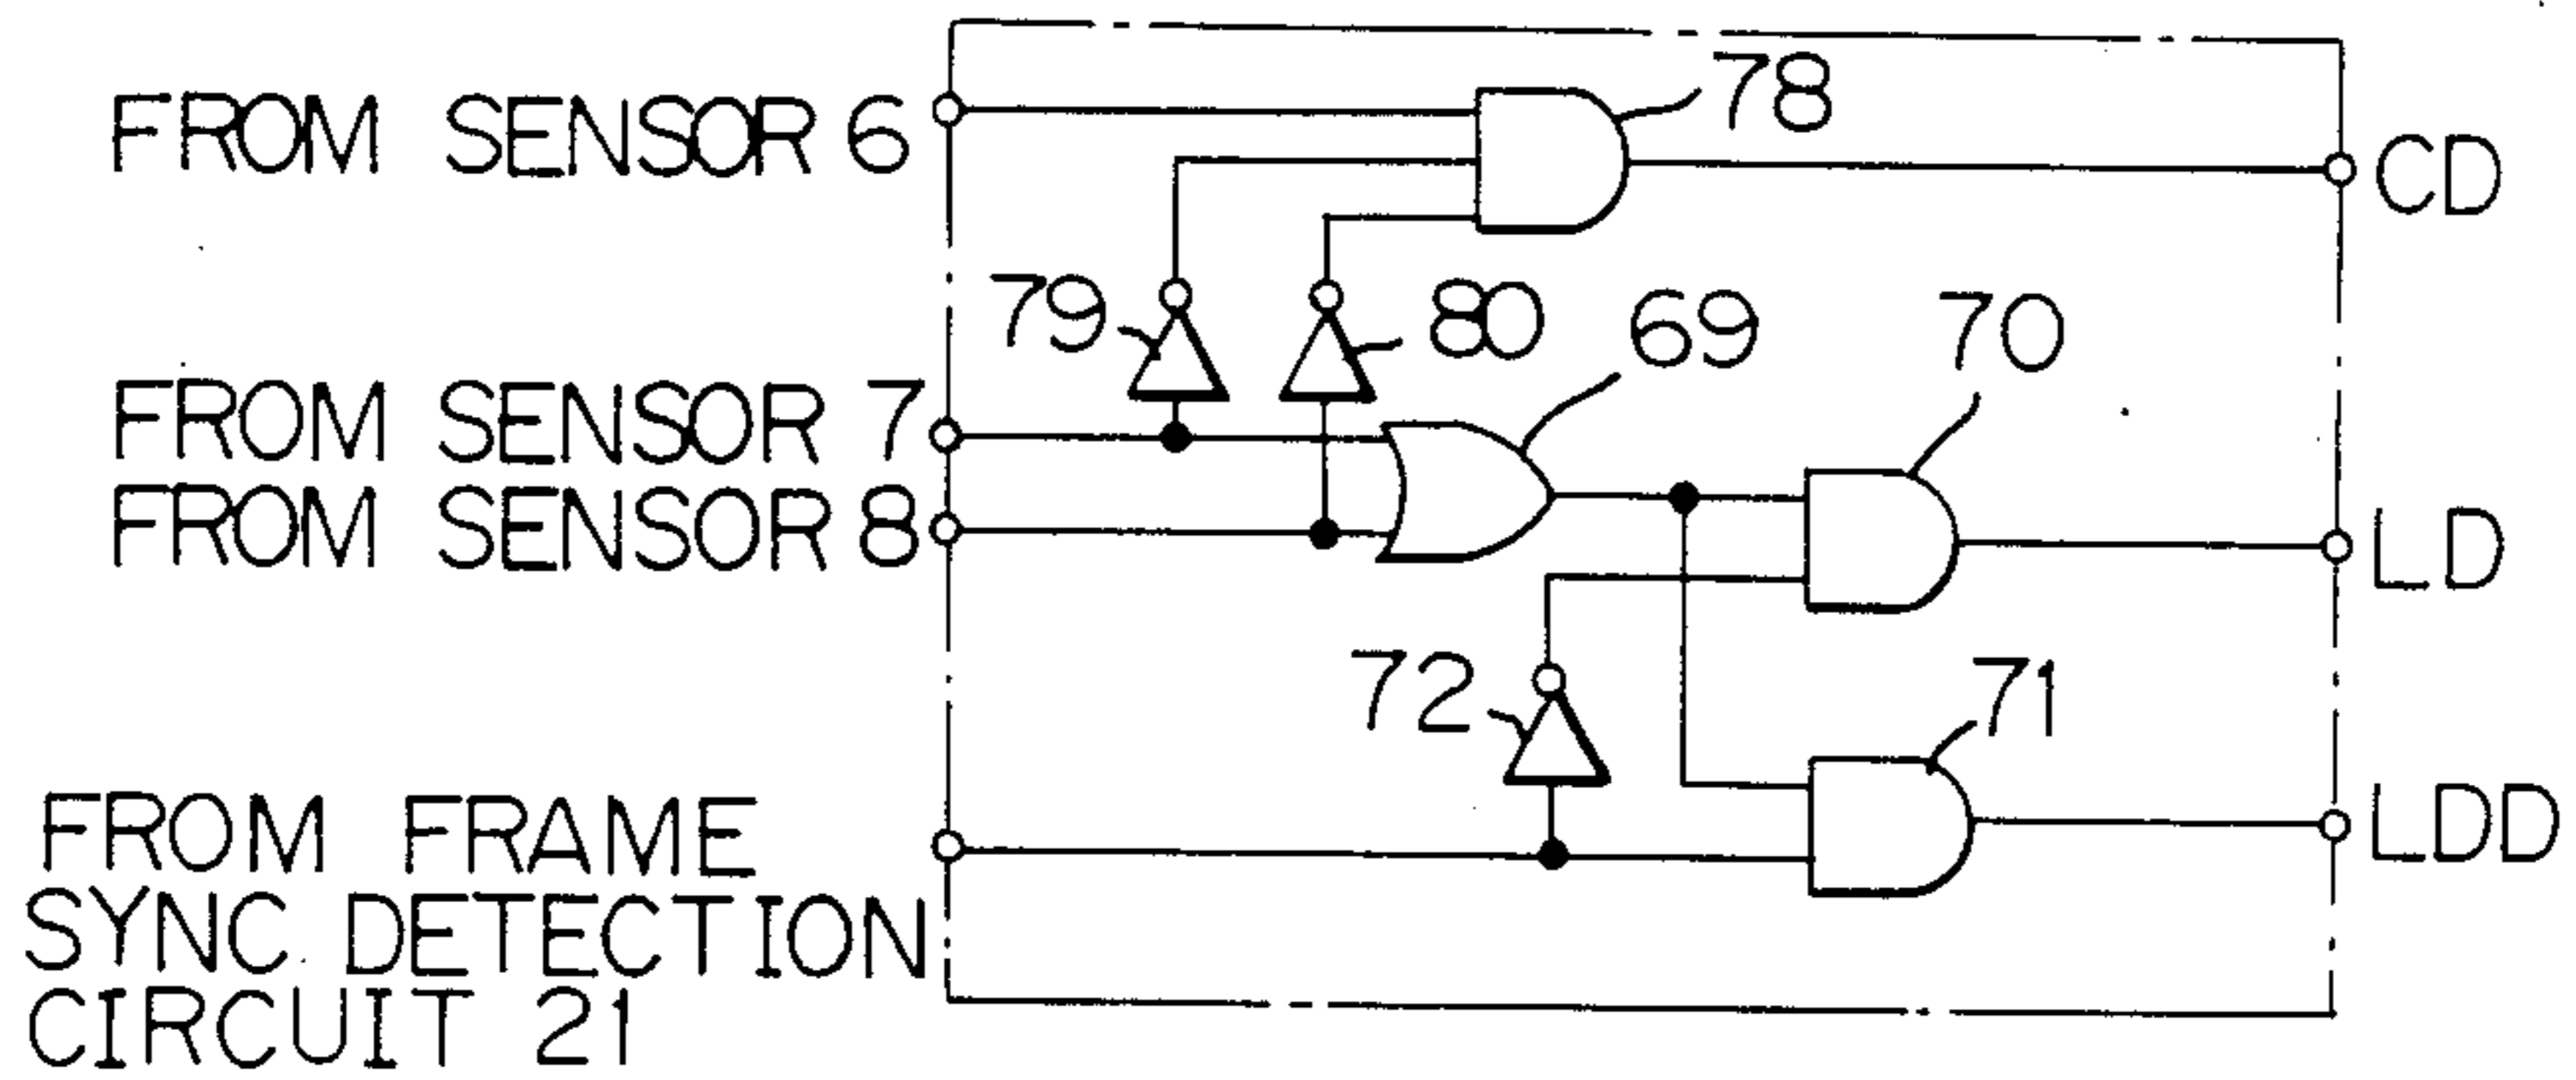 FROM SENSOR 6
78
CD
79
80
69
70
FROM SENSOR 7
FROM SENSOR 8
LD
72
71
LDD
FROM FRAME
SYNC DETECTION
CIRCUIT 21